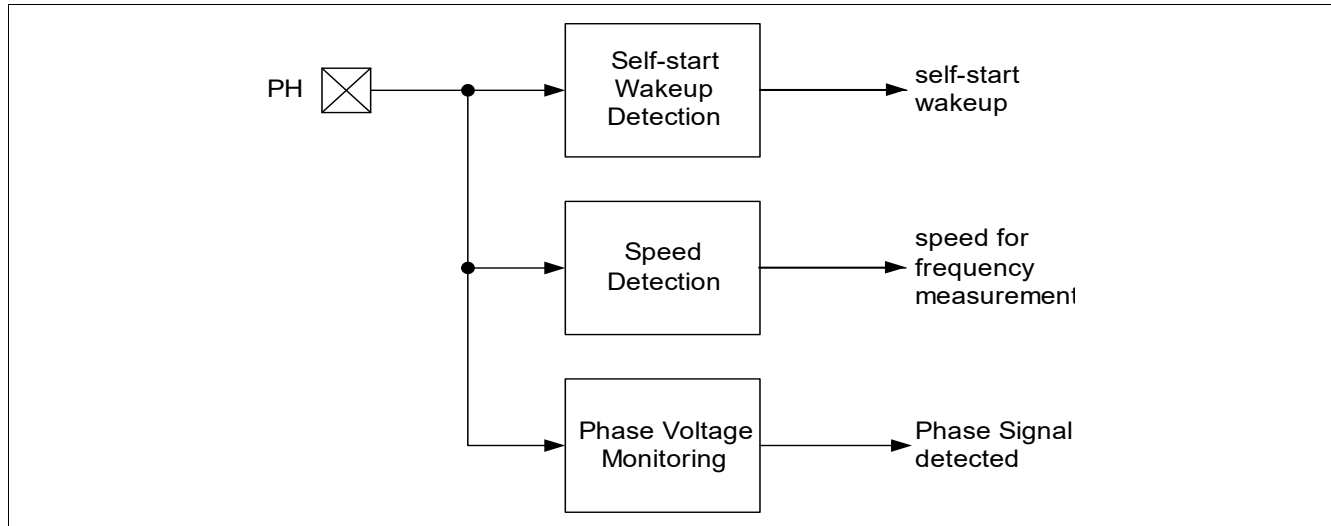 PH
Self-start
Wakeup
Detection
self-start
wakeup
Speed
Detection
speed for
frequency
measurement
Phase Voltage
Monitoring
Phase Signal
detected